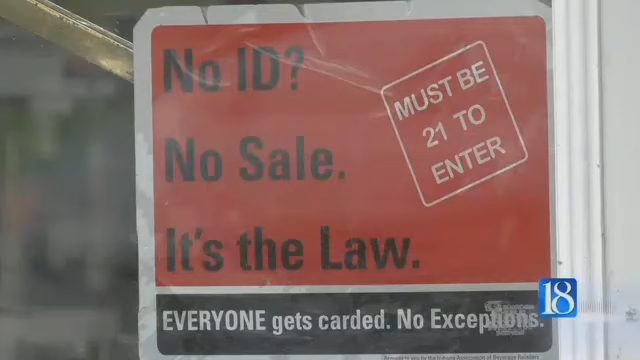 No ID?
No Sale.
It's the Law.
MUST BE
21 TO
ENTER
EVERYONE gets carded. No Exceptions.
18